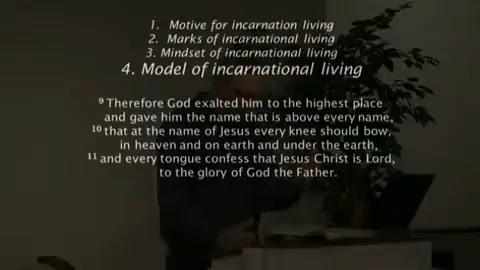 1. Motive for incarnation living
2. Marks of incarnational living
3. Mindset of incarnational living
4. Model of incarnational living
9 Therefore God exalted him to the highest place
and gave him the name that is above every name,
10 that at the name of Jesus every knee should bow,
in heaven and on earth and under the earth,
11 and every tongue confess that Jesus Christ is Lord,
to the glory of God the Father.